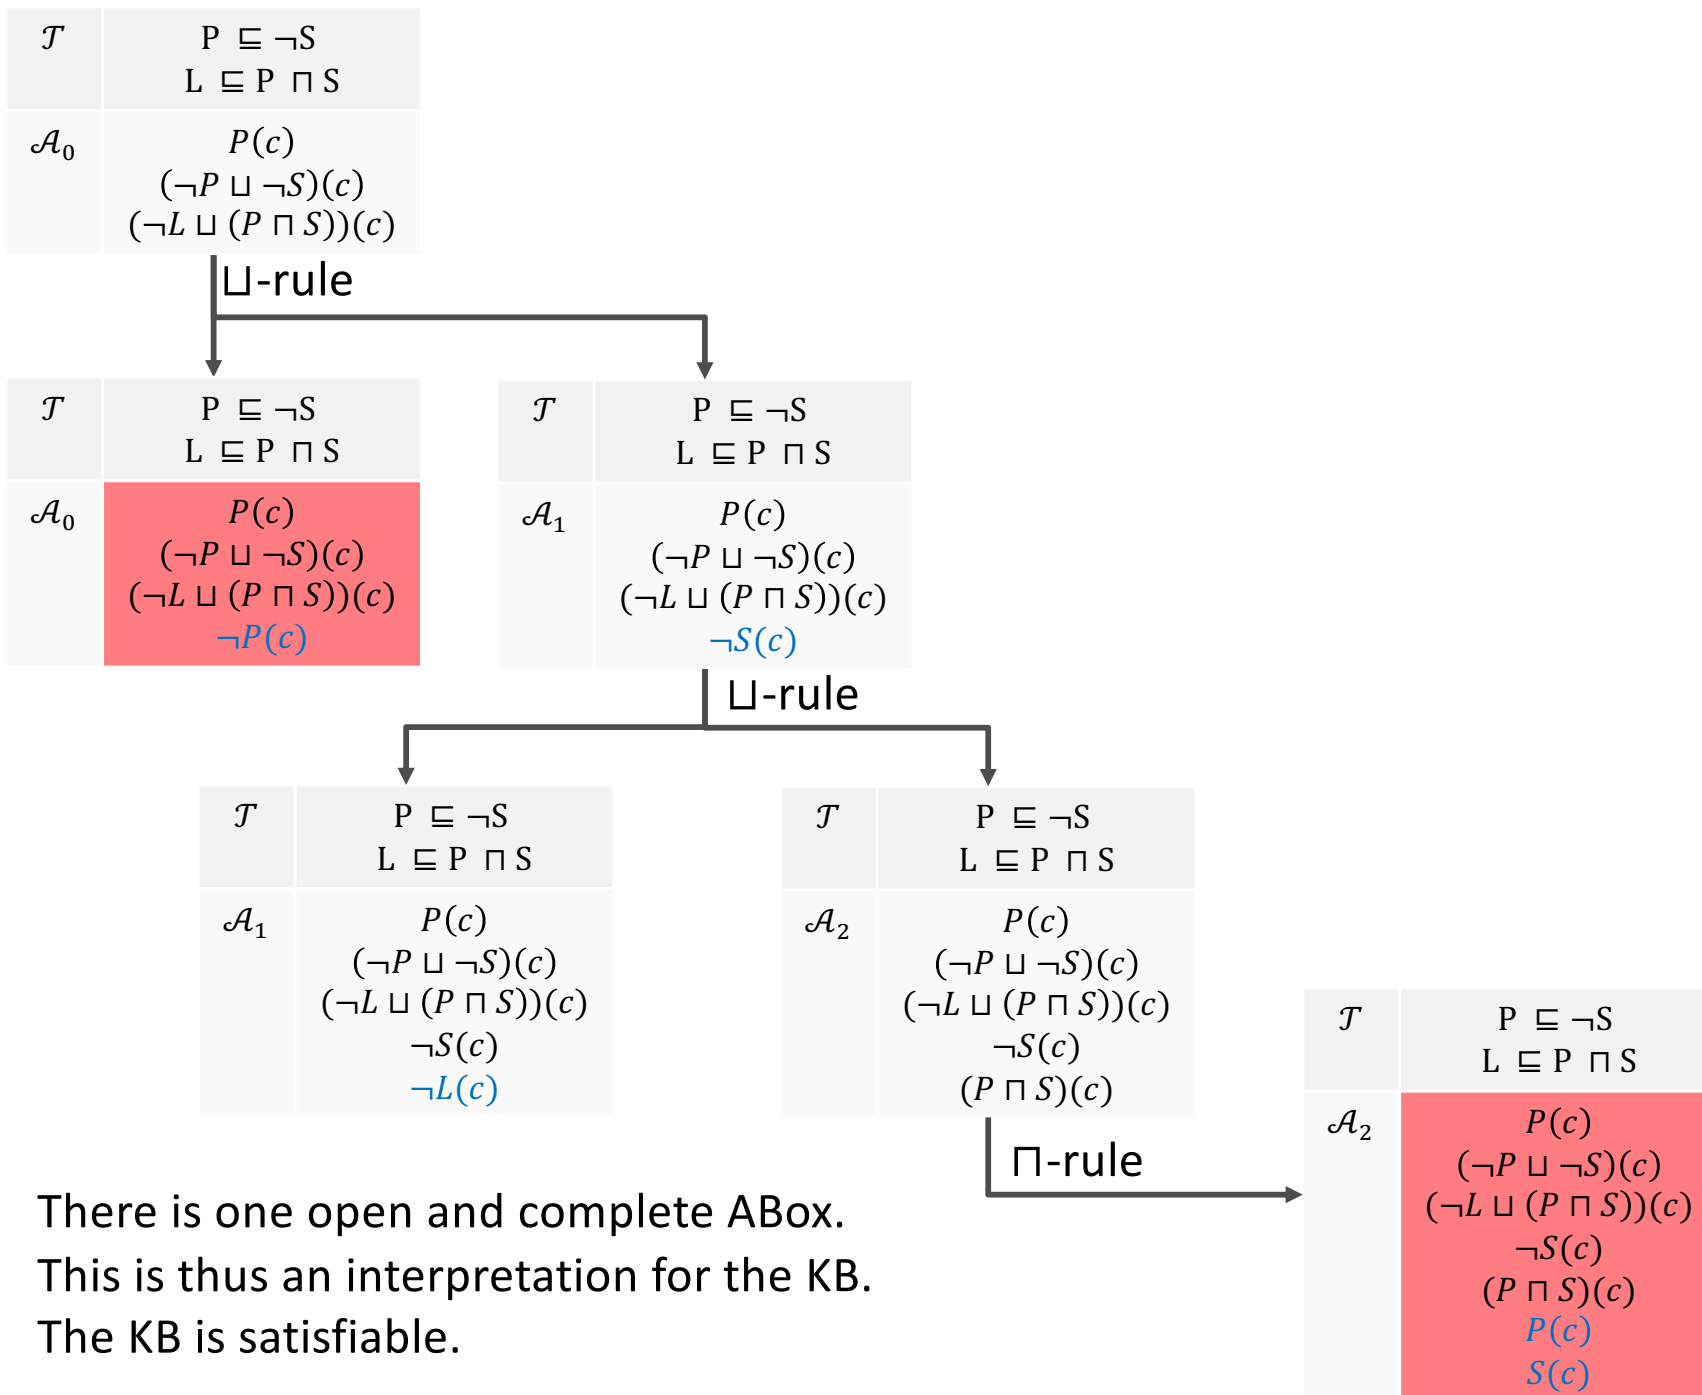 𝒯 P ⊑ ¬S
L ⊑ P ⊓ S
𝒜₀ P(c)
(¬P ⊔ ¬S)(c)
(¬L ⊔ (P ⊓ S))(c)
⊔-rule
𝒯 P ⊑ ¬S
L ⊑ P ⊓ S
𝒜₀ P(c)
(¬P ⊔ ¬S)(c)
(¬L ⊔ (P ⊓ S))(c)
¬P(c)
𝒯 P ⊑ ¬S
L ⊑ P ⊓ S
𝒜₁ P(c)
(¬P ⊔ ¬S)(c)
(¬L ⊔ (P ⊓ S))(c)
¬S(c)
⊔-rule
𝒯 P ⊑ ¬S
L ⊑ P ⊓ S
𝒜₁ P(c)
(¬P ⊔ ¬S)(c)
(¬L ⊔ (P ⊓ S))(c)
¬S(c)
¬L(c)
𝒯 P ⊑ ¬S
L ⊑ P ⊓ S
𝒜₂ P(c)
(¬P ⊔ ¬S)(c)
(¬L ⊔ (P ⊓ S))(c)
¬S(c)
(P ⊓ S)(c)
⊓-rule
𝒯 P ⊑ ¬S
L ⊑ P ⊓ S
𝒜₂ P(c)
(¬P ⊔ ¬S)(c)
(¬L ⊔ (P ⊓ S))(c)
¬S(c)
(P ⊓ S)(c)
P(c)
S(c)
There is one open and complete ABox.
This is thus an interpretation for the KB.
The KB is satisfiable.